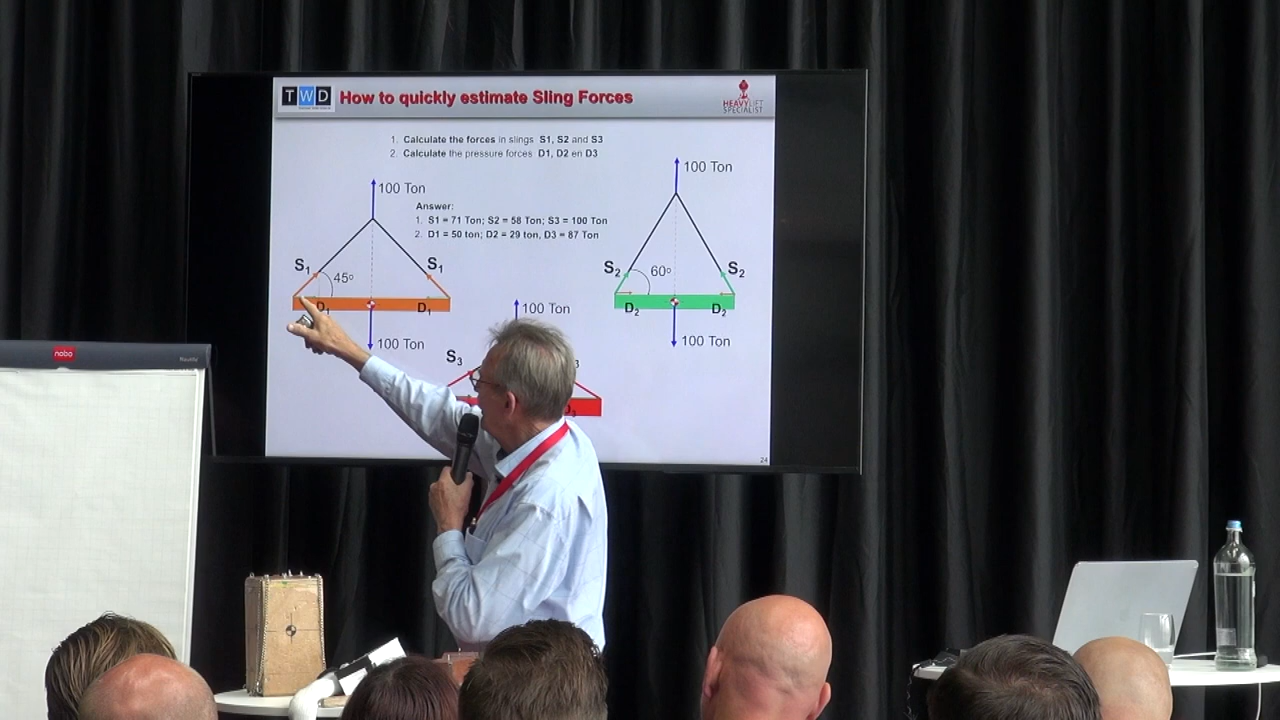 TWD
How to quickly estimate Sling Forces
HEAVYLIFT
SPECIALIST
1. Calculate the forces in slings S1, S2 and S3
2. Calculate the pressure forces D1, D2 en D3
100 Ton
100 Ton
Answer:
1. S1 = 71 Ton; S2 = 58 Ton; S3 = 100 Ton
2. D1 = 50 ton; D2 = 29 ton, D3 = 87 Ton
S1
S1
45o
D1
D1
100 Ton
S2
S2
60o
D2
D2
100 Ton
100 Ton
S3
3
24
nobo